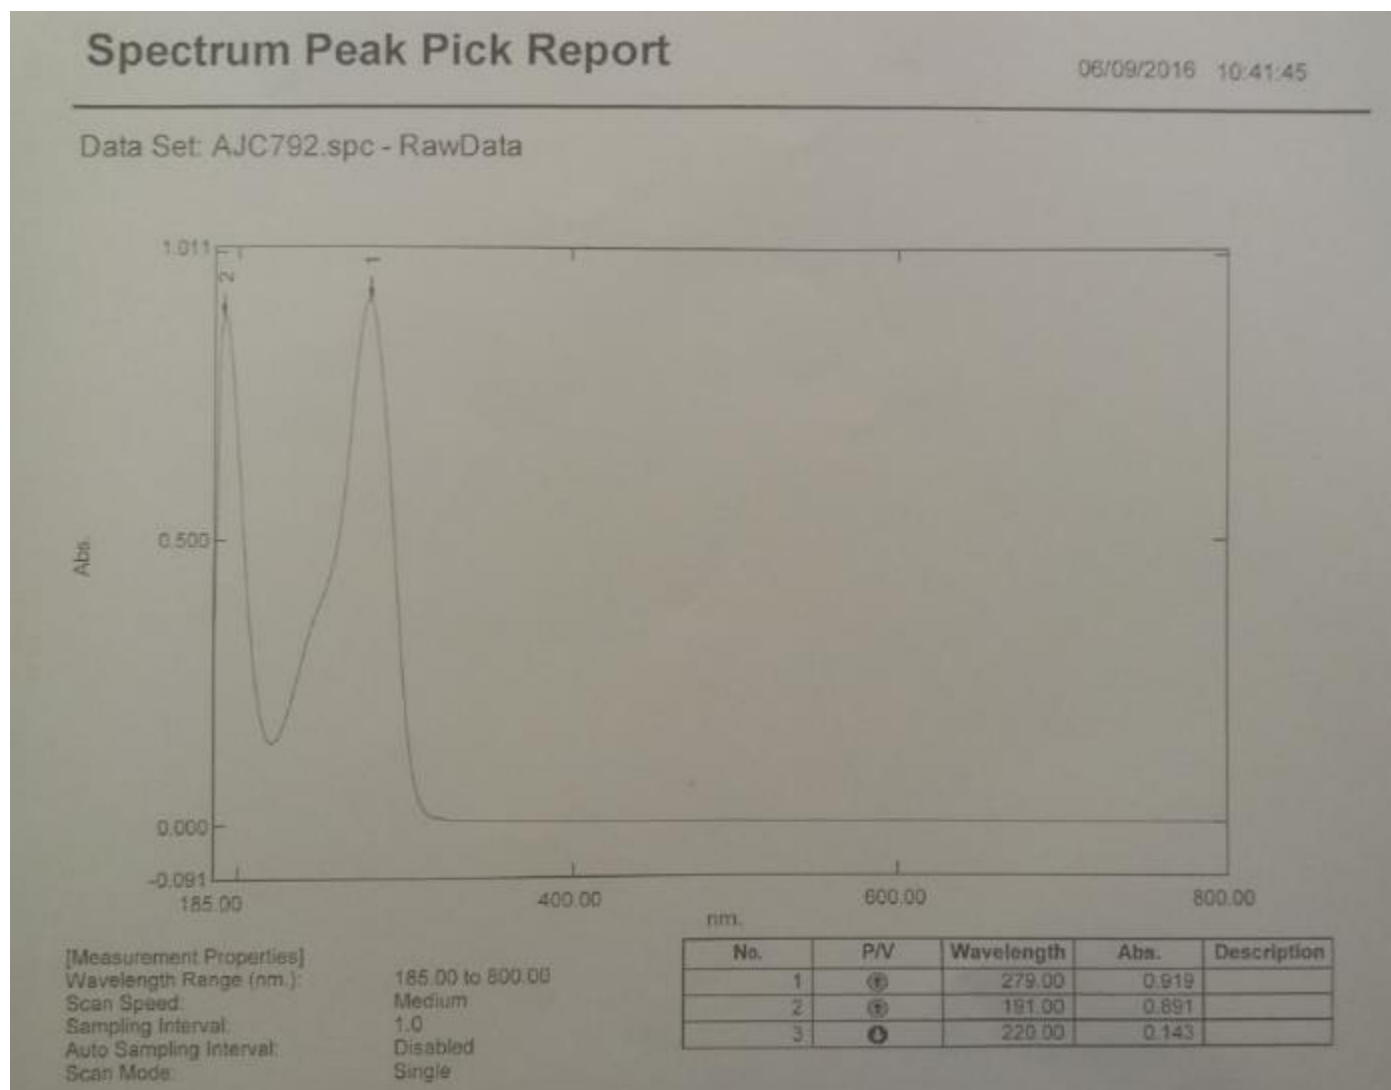 Spectrum Peak Pick Report
06/09/2016 10:41:45
Data Set: AJC792.spc - RawData
1.011
2
1
0.500
Abs.
0.000
-0.091
185.00 400.00 600.00 800.00
nm.
[Measurement Properties]
Wavelength Range (nm.): 185.00 to 800.00
Scan Speed: Medium
Sampling Interval: 1.0
Auto Sampling Interval: Disabled
Scan Mode: Single
No. P/V Wavelength Abs. Description
1 279.00 0.919
2 191.00 0.891
3 220.00 0.143